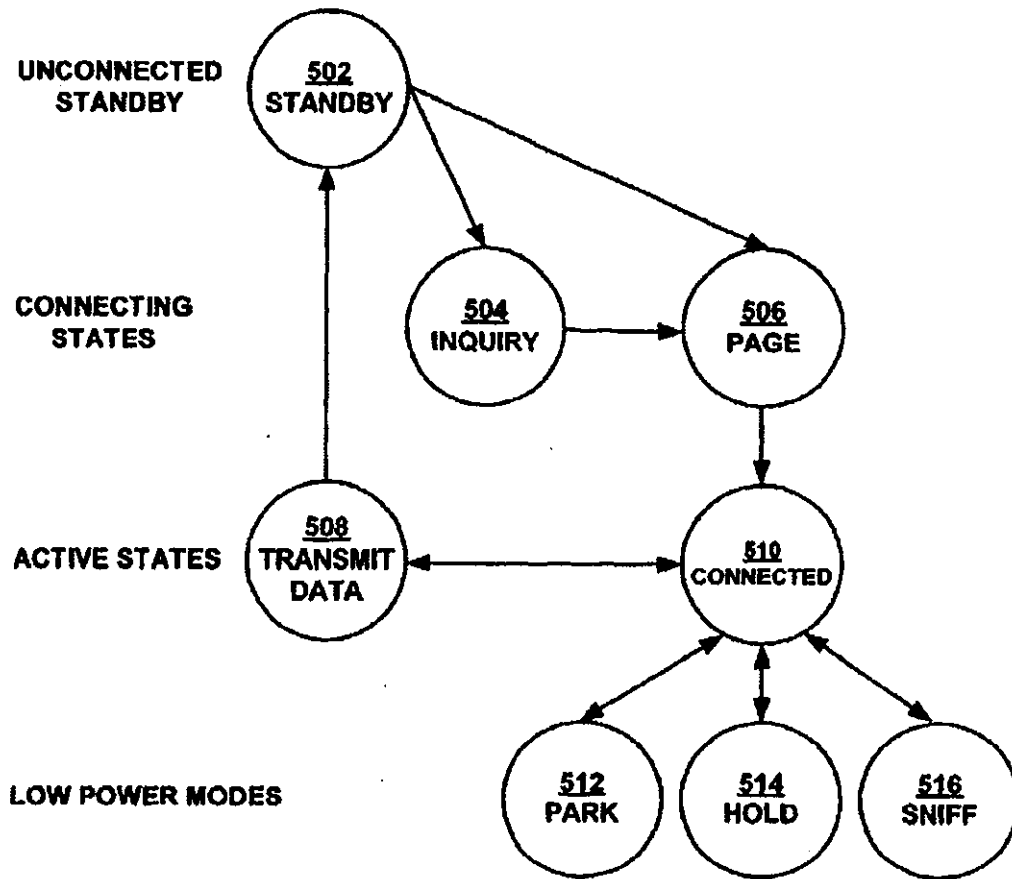 UNCONNECTED
STANDBY
502
STANDBY
CONNECTING
STATES
504
INQUIRY
506
PAGE
ACTIVE STATES
508
TRANSMIT
DATA
510
CONNECTED
LOW POWER MODES
512
PARK
514
HOLD
516
SNIFF